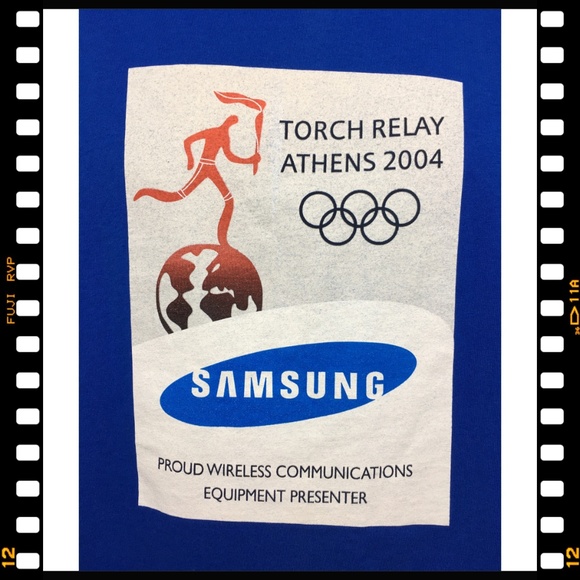 TORCH RELAY
ATHENS 2004
SAMSUNG
PROUD WIRELESS COMMUNICATIONS
EQUIPMENT PRESENTER
FUJI RVP
11A
12
12